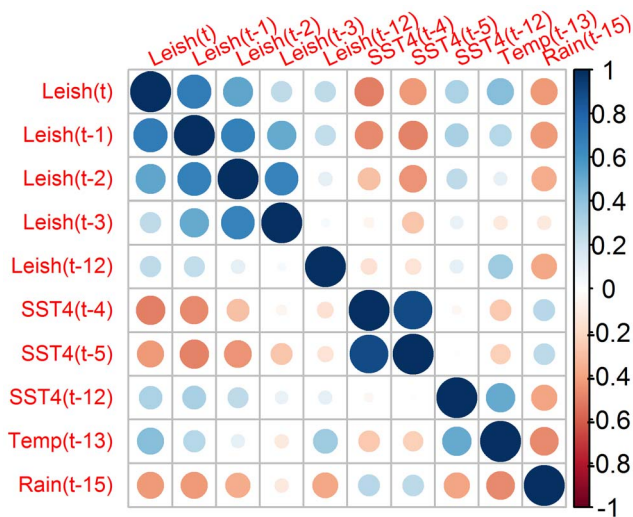 Leish(t)
Leish(t-1)
Leish(t-2)
Leish(t-3)
Leish(t-12)
SST4(t-4)
SST4(t-5)
SST4(t-12)
Temp(t-13)
Rain(t-15)
Leish(t)
Leish(t-1)
Leish(t-2)
Leish(t-3)
Leish(t-12)
SST4(t-4)
SST4(t-5)
SST4(t-12)
Temp(t-13)
Rain(t-15)
1
0.8
0.6
0.4
0.2
0
-0.2
-0.4
-0.6
-0.8
-1